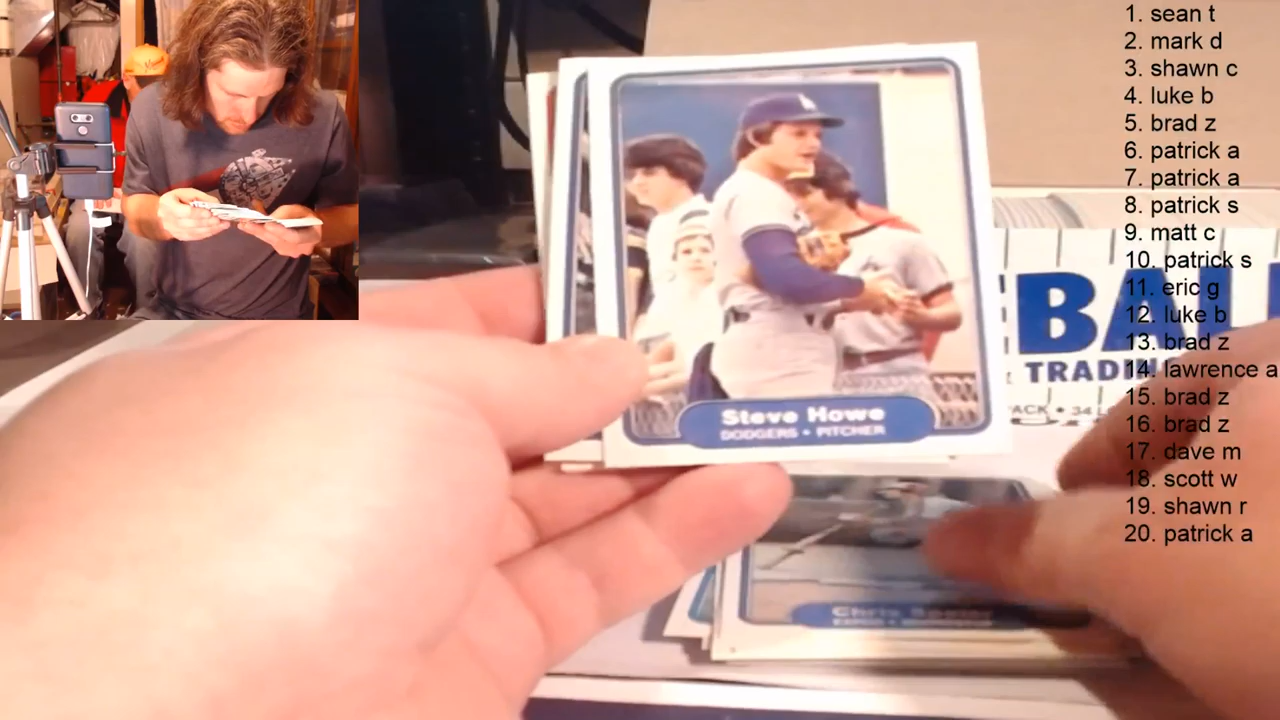 1. sean t
2. mark d
3. shawn c
4. luke b
5. brad z
6. patrick a
7. patrick a
8. patrick s
9. matt c
10. patrick s
11. eric g
12. luke b
13. brad z
14. lawrence a
15. brad z
16. brad z
17. dave m
18. scott w
19. shawn r
20. patrick a
Steve Howe
DODGERS • PITCHER
BALL
TRADING
Chris